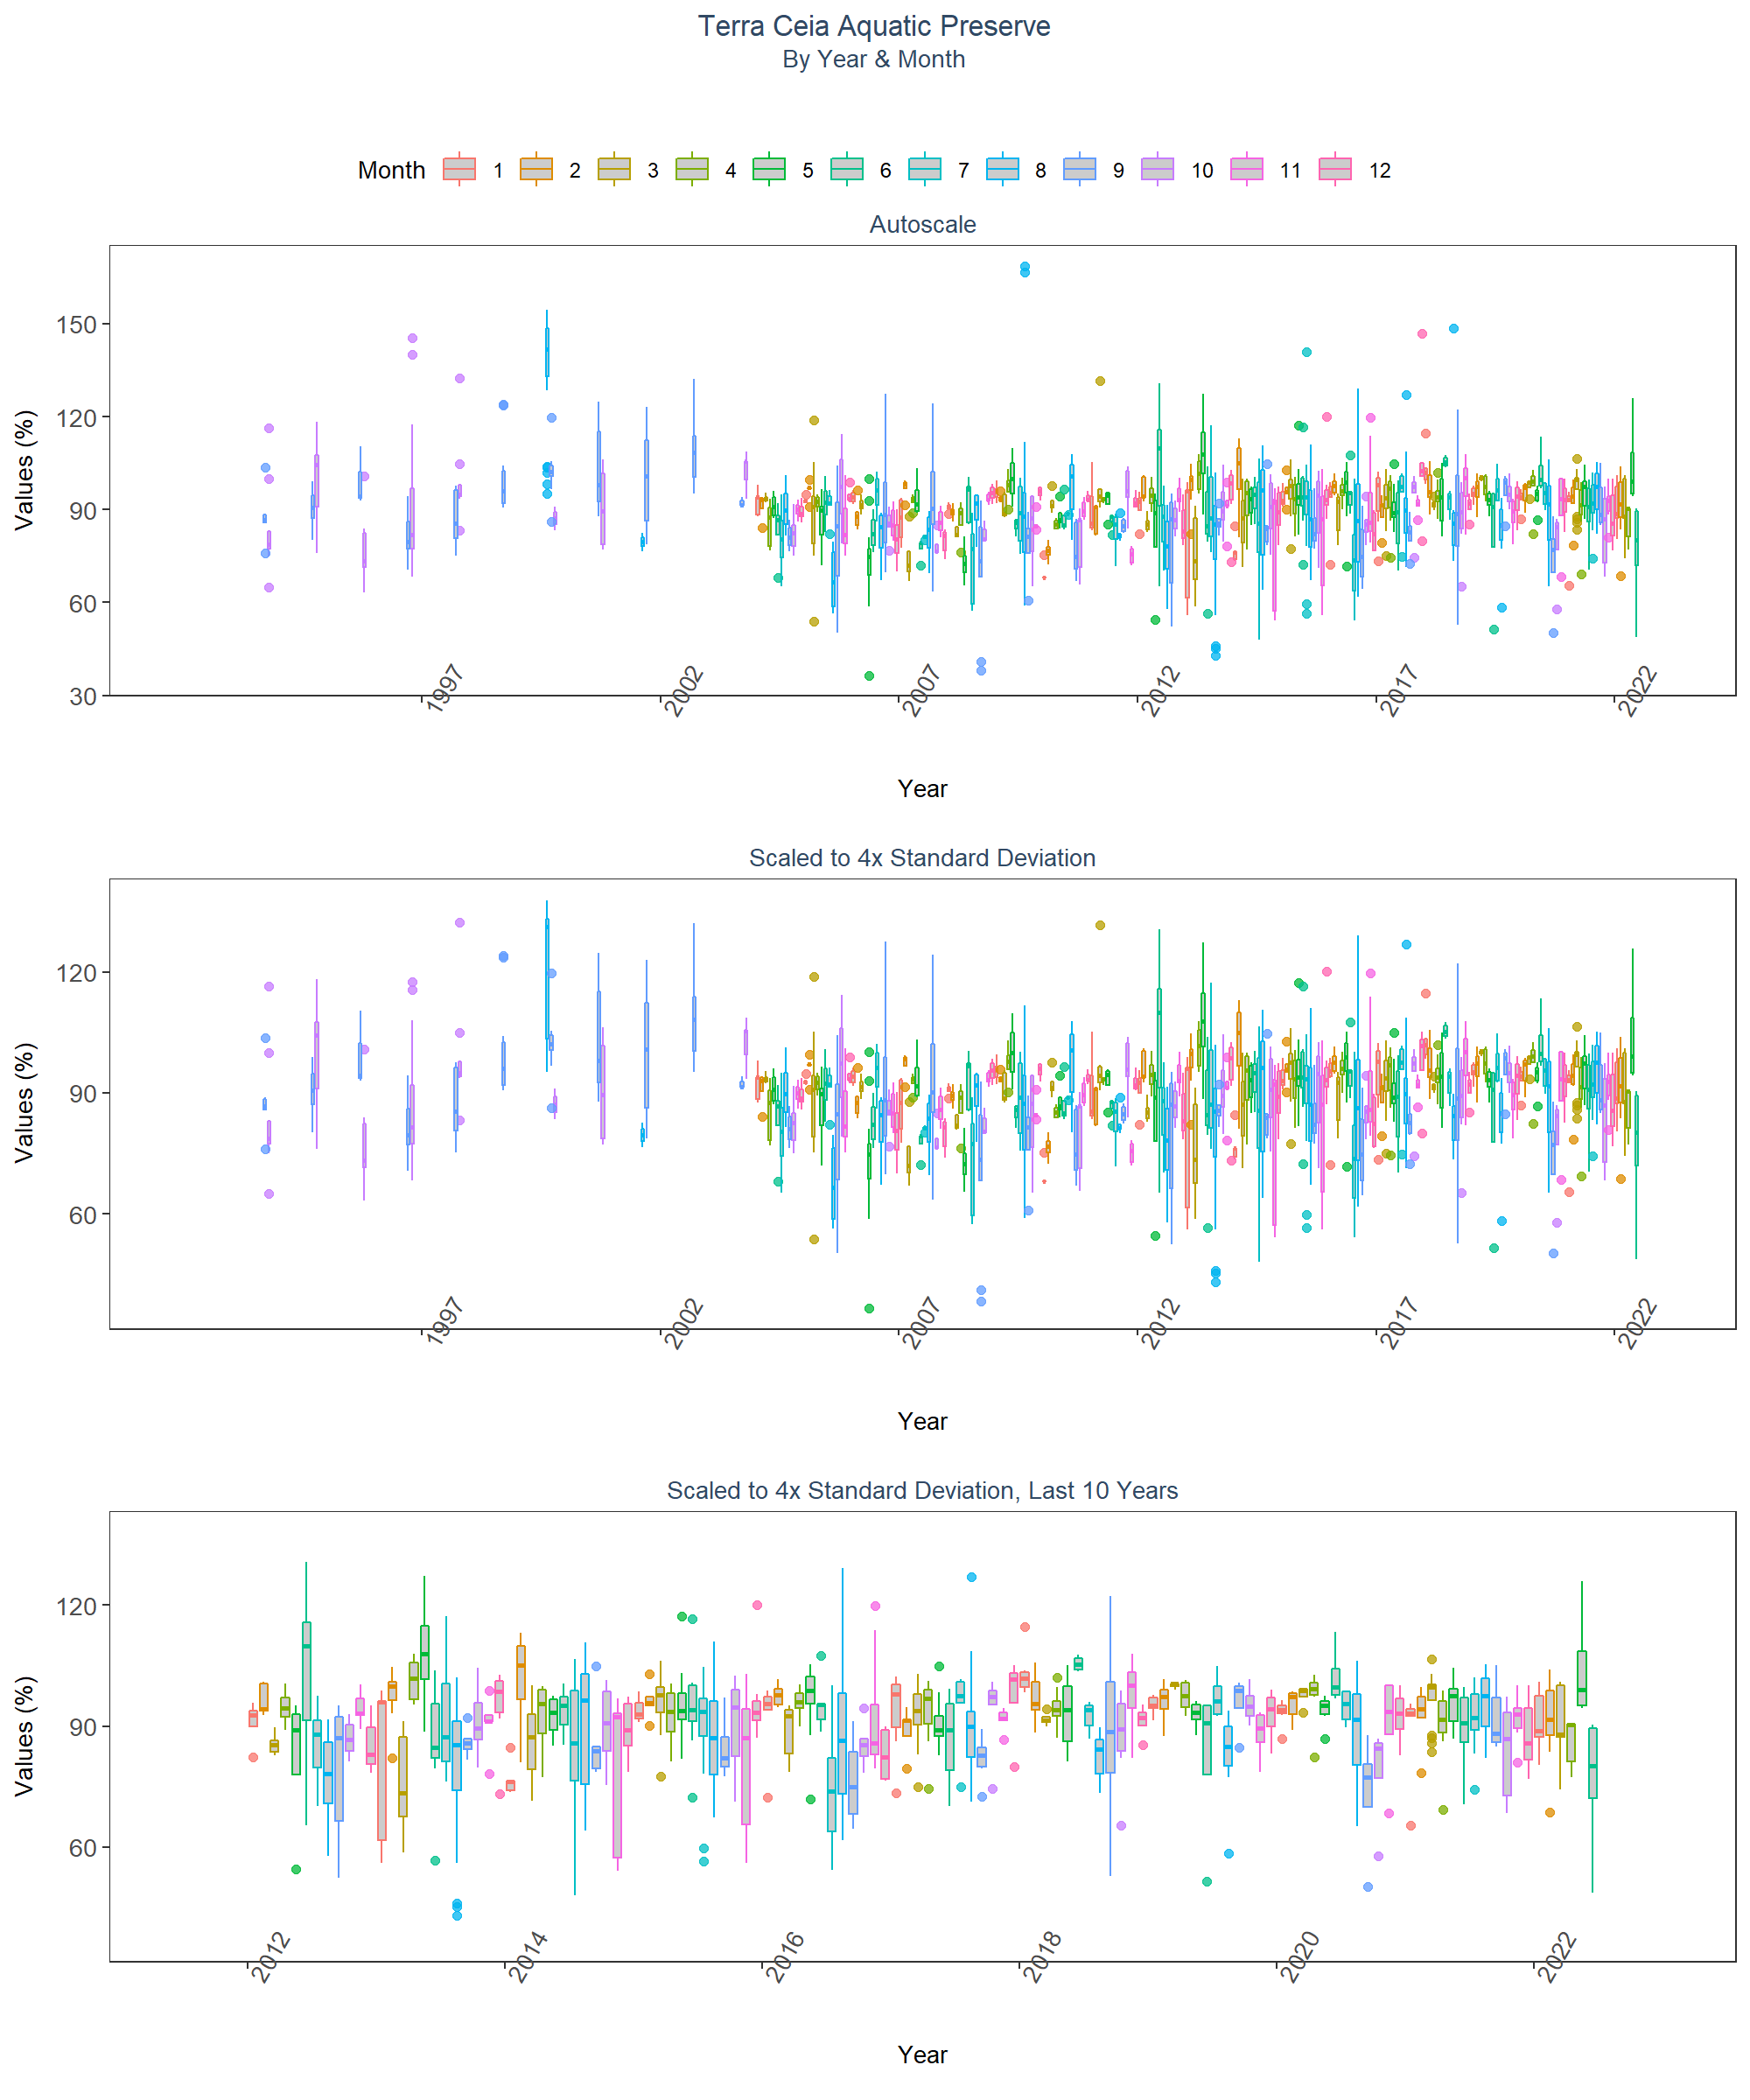 Terra Ceia Aquatic Preserve
By Year & Month
Month 1 2 3 4 5 6 7 8 9 10 11 12
Autoscale
Values (%)
150
120
90
60
30
1997 2002 2007 2012 2017 2022
Year
Scaled to 4x Standard Deviation
Values (%)
120
90
60
1997 2002 2007 2012 2017 2022
Year
Scaled to 4x Standard Deviation, Last 10 Years
Values (%)
120
90
60
2012 2014 2016 2018 2020 2022
Year